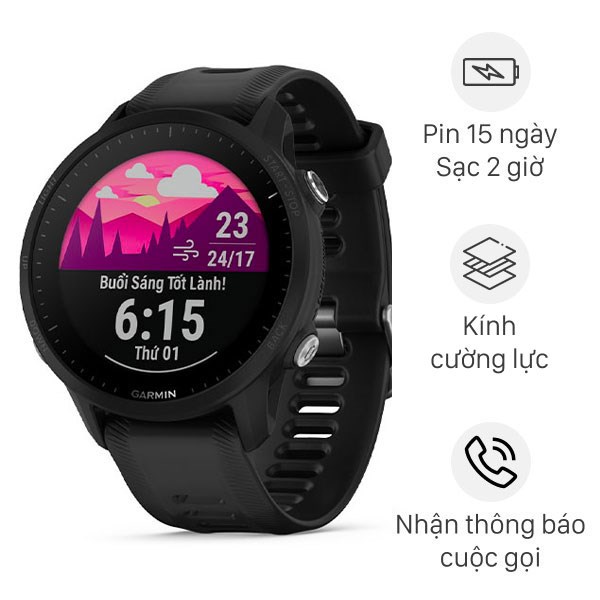 START·STOP
23
24/17
Buổi Sáng Tốt Lành!
6:15
Thứ 01
GARMIN
BACK
UP
Pin 15 ngày
Sạc 2 giờ
Kính
cường lực
Nhận thông báo
cuộc gọi